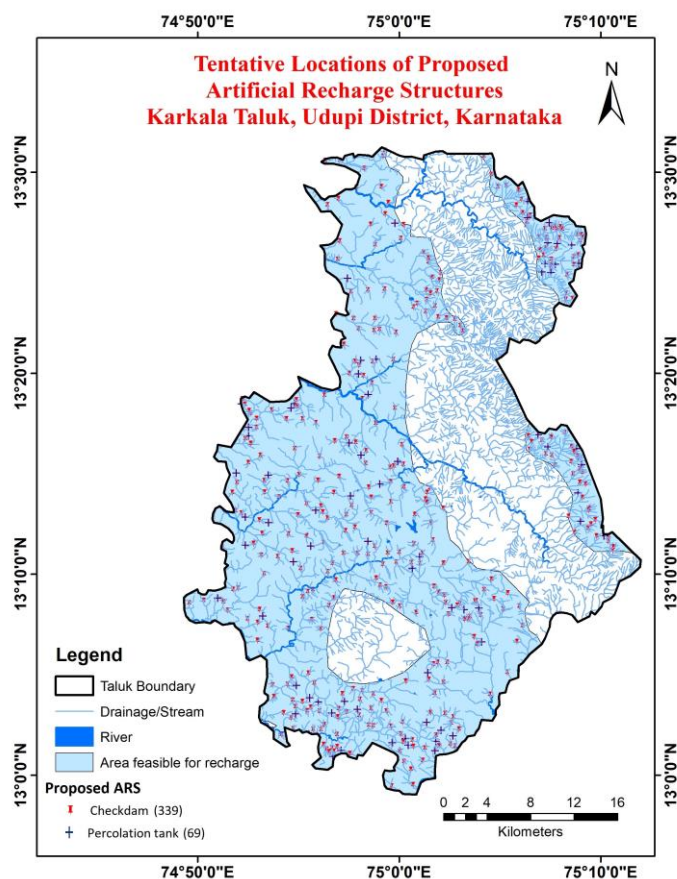 74°50'0"E 75°0'0"E 75°10'0"E
Tentative Locations of Proposed
Artificial Recharge Structures
Karkala Taluk, Udupi District, Karnataka
N
13°30'0"N 13°30'0"N
13°20'0"N 13°20'0"N
13°10'0"N 13°10'0"N
13°0'0"N 13°0'0"N
Legend
Taluk Boundary
Drainage/Stream
River
Area feasible for recharge
Proposed ARS
Checkdam (339)
Percolation tank (69)
0 2 4 8 12 16
Kilometers
74°50'0"E 75°0'0"E 75°10'0"E